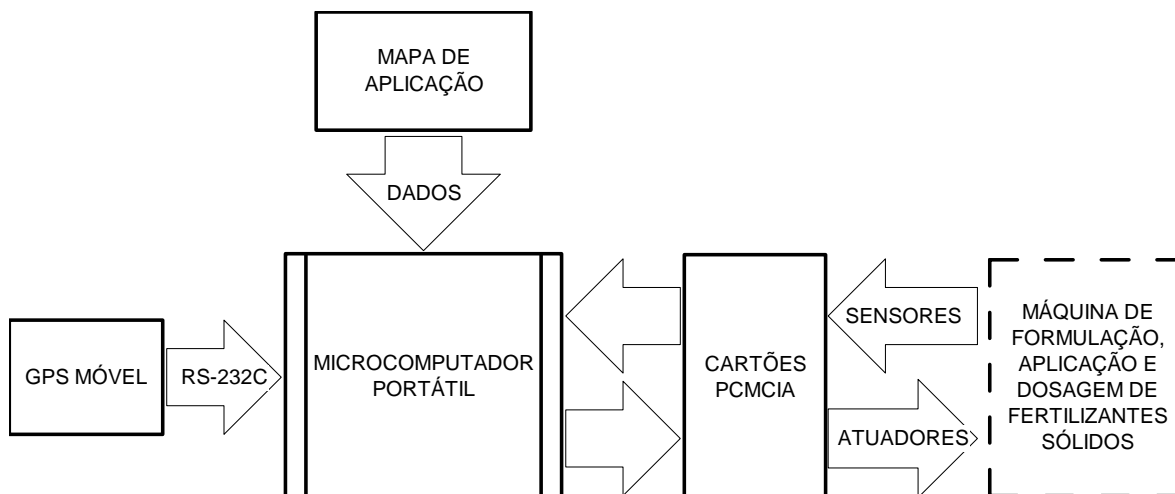 MAPA DE
APLICAÇÃO
DADOS
GPS MÓVEL
RS-232C
MICROCOMPUTADOR
PORTÁTIL
CARTÕES
PCMCIA
SENSORES
ATUADORES
MÁQUINA DE
FORMULAÇÃO,
APLICAÇÃO E
DOSAGEM DE
FERTILIZANTES
SÓLIDOS